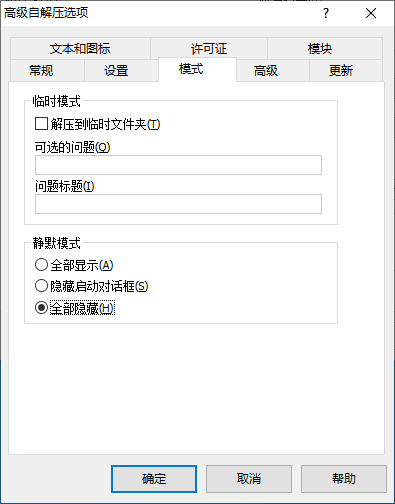 高级自解压选项
?
文本和图标 许可证 模块
常规 设置 模式 高级 更新
临时模式
解压到临时文件夹(T)
可选的问题(Q)
问题标题(I)
静默模式
全部显示(A)
隐藏启动对话框(S)
全部隐藏(H)
确定 取消 帮助